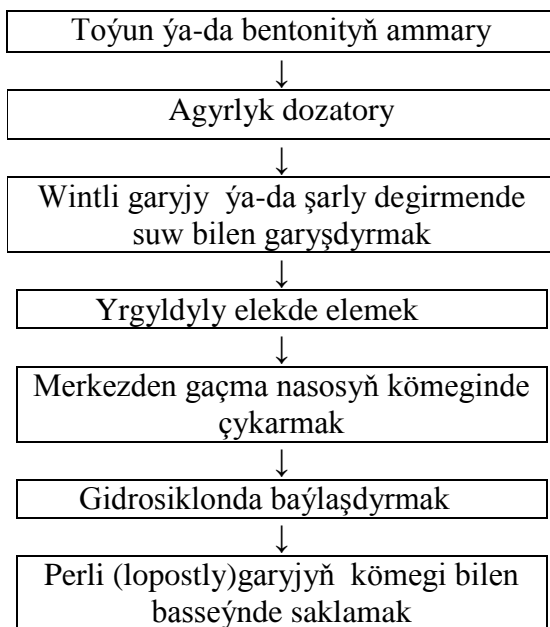 Toýun ýa-da bentonityň ammary
↓
Agyrlyk dozatory
↓
Wintli garyjy ýa-da şarly degirmende
suw bilen garyşdyrmak
↓
Yrgyldyly elekde elemek
↓
Merkezden gaçma nasosyň kömeginde
çykarmak
↓
Gidrosiklonda baýlaşdyrmak
↓
Perli (lopostly)garyjyň kömegi bilen
basseýnde saklamak